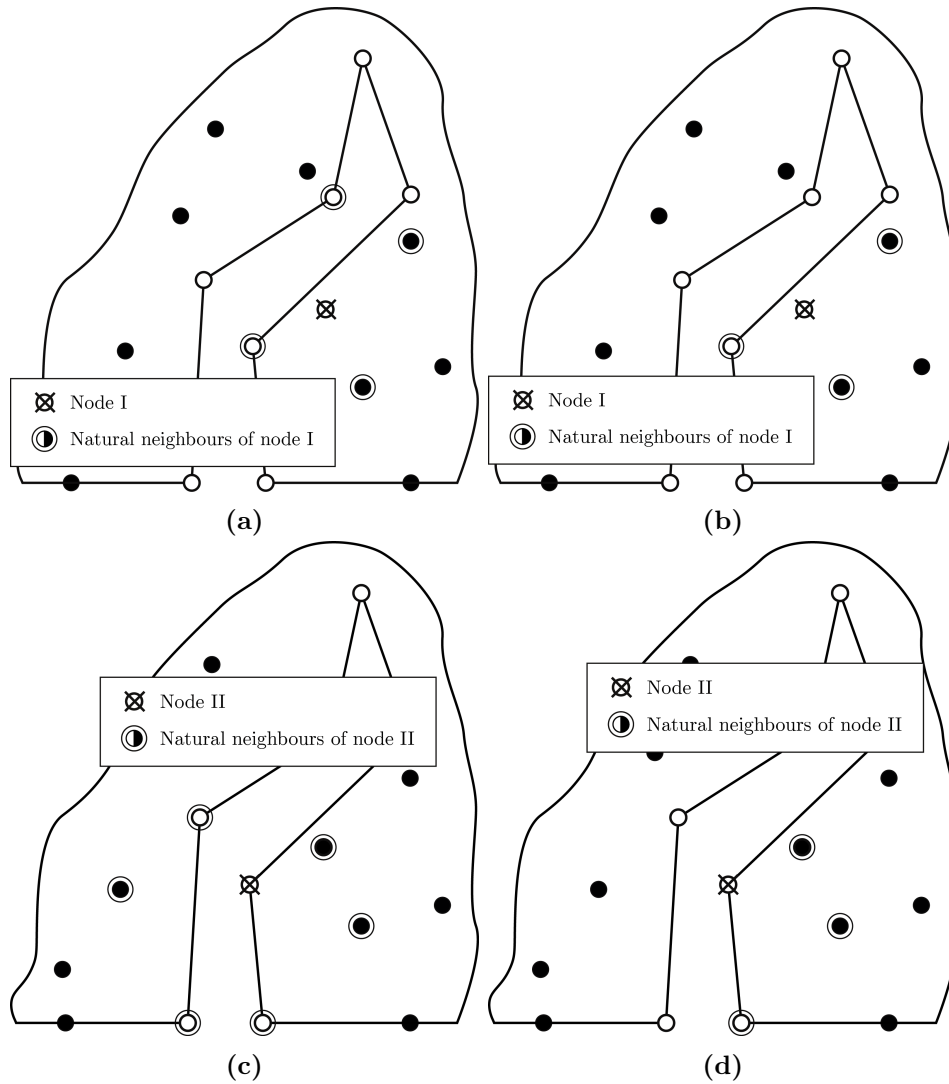 Node I
Natural neighbours of node I
Node I
Natural neighbours of node I
(a)
(b)
Node II
Natural neighbours of node II
Node II
Natural neighbours of node II
(c)
(d)